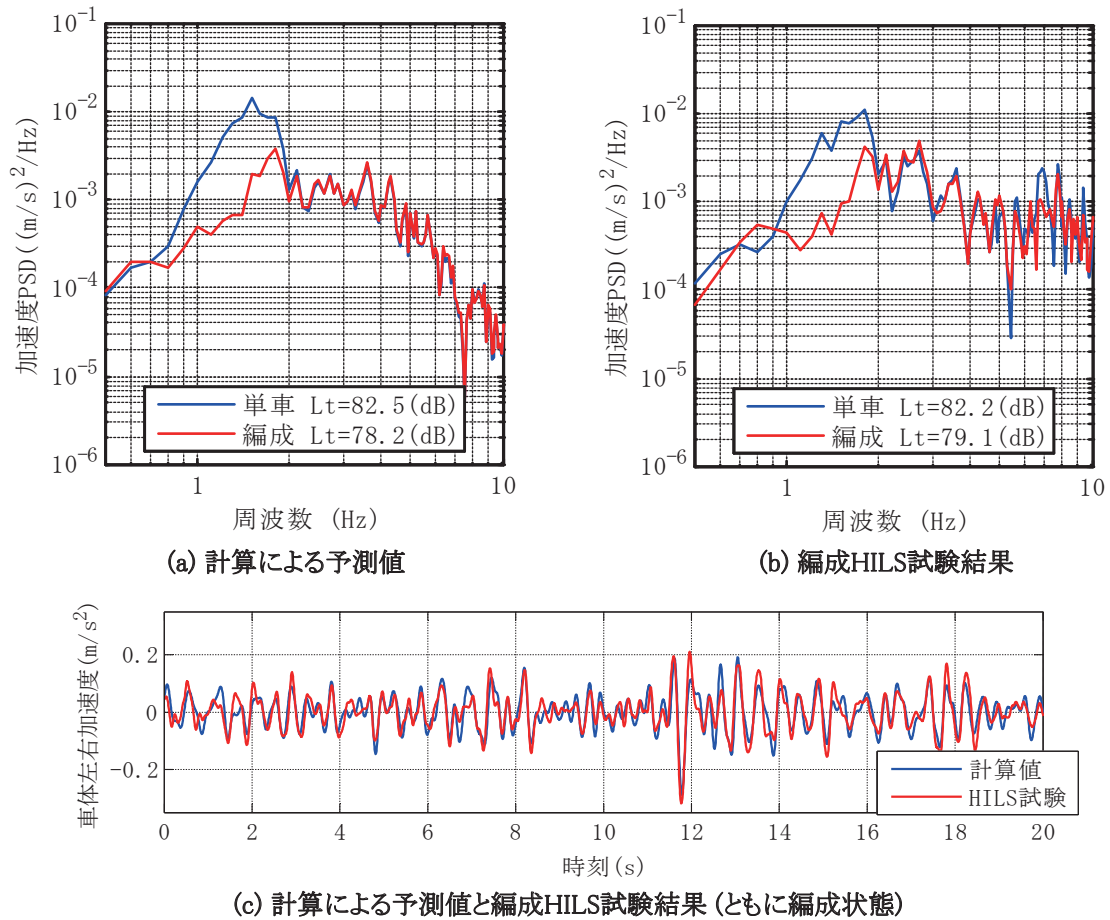 10^-1
10^-2
10^-3
10^-4
10^-5
10^-6
加速度PSD((m/s)^2/Hz)
単車 Lt=82.5(dB)
編成 Lt=78.2(dB)
1 10
周波数 (Hz)
(a) 計算による予測値
10^-1
10^-2
10^-3
10^-4
10^-5
10^-6
加速度PSD((m/s)^2/Hz)
単車 Lt=82.2(dB)
編成 Lt=79.1(dB)
1 10
周波数 (Hz)
(b) 編成HILS試験結果
車体左右加速度(m/s^2)
0.2
0
-0.2
計算値
HILS試験
0 2 4 6 8 10 12 14 16 18 20
時刻(s)
(c) 計算による予測値と編成HILS試験結果 (ともに編成状態)